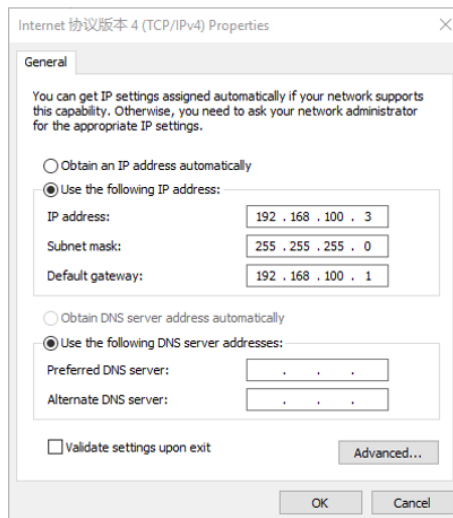 Internet 协议版本 4 (TCP/IPv4) Properties
General
You can get IP settings assigned automatically if your network supports
this capability. Otherwise, you need to ask your network administrator
for the appropriate IP settings.
Obtain an IP address automatically
Use the following IP address:
IP address: 192 . 168 . 100 . 3
Subnet mask: 255 . 255 . 255 . 0
Default gateway: 192 . 168 . 100 . 1
Obtain DNS server address automatically
Use the following DNS server addresses:
Preferred DNS server: . . .
Alternate DNS server: . . .
Validate settings upon exit
Advanced...
OK Cancel